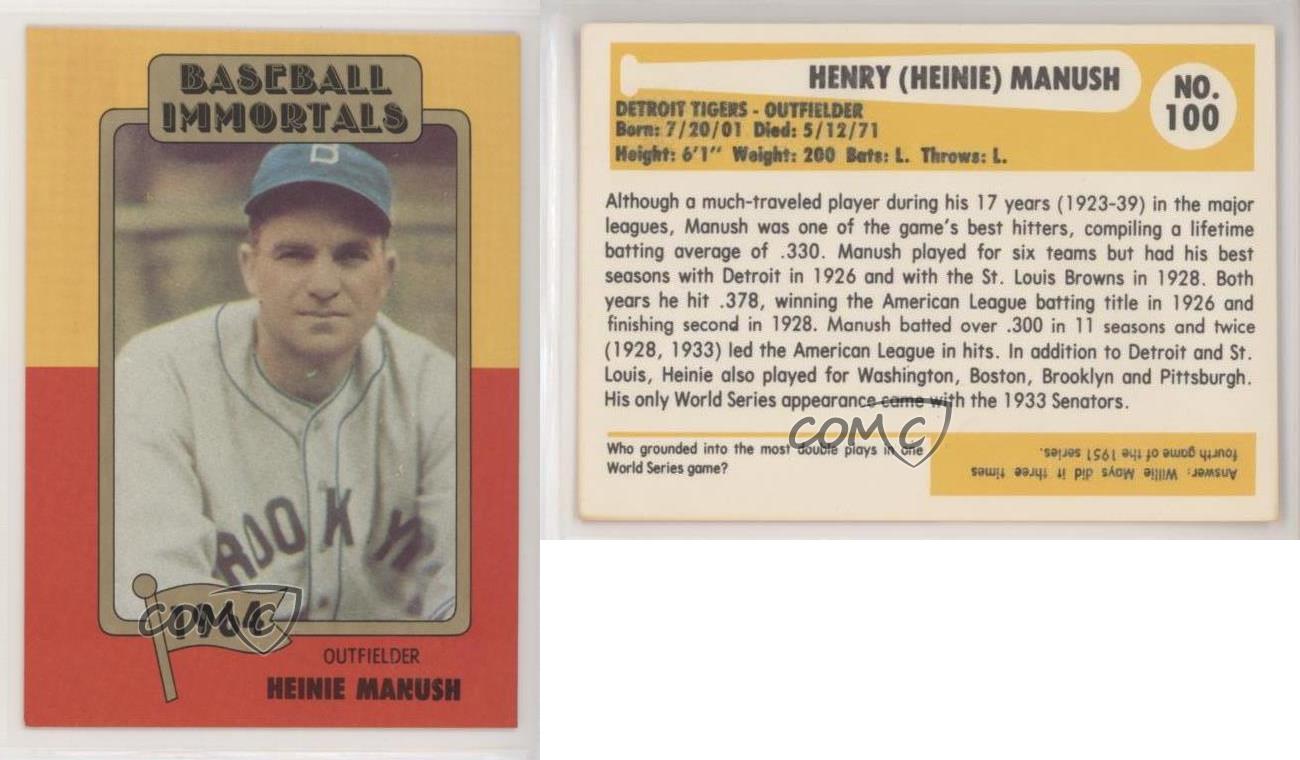 BASEBALL
IMMORTALS
B
BROOKLYN
1964
COMC
OUTFIELDER
HEINIE MANUSH
HENRY (HEINIE) MANUSH
NO.
100
DETROIT TIGERS - OUTFIELDER
Born: 7/20/01 Died: 5/12/71
Height: 6'1" Weight: 200 Bats: L. Throws: L.
Although a much-traveled player during his 17 years (1923-39) in the major
leagues, Manush was one of the game's best hitters, compiling a lifetime
batting average of .330. Manush played for six teams but had his best
seasons with Detroit in 1926 and with the St. Louis Browns in 1928. Both
years he hit .378, winning the American League batting title in 1926 and
finishing second in 1928. Manush batted over .300 in 11 seasons and twice
(1928, 1933) led the American League in hits. In addition to Detroit and St.
Louis, Heinie also played for Washington, Boston, Brooklyn and Pittsburgh.
His only World Series appearance came with the 1933 Senators.
COMC
Who grounded into the most double plays in one
World Series game?
Answer: Willie Mays did it three times
fourth game of the 1951 series.